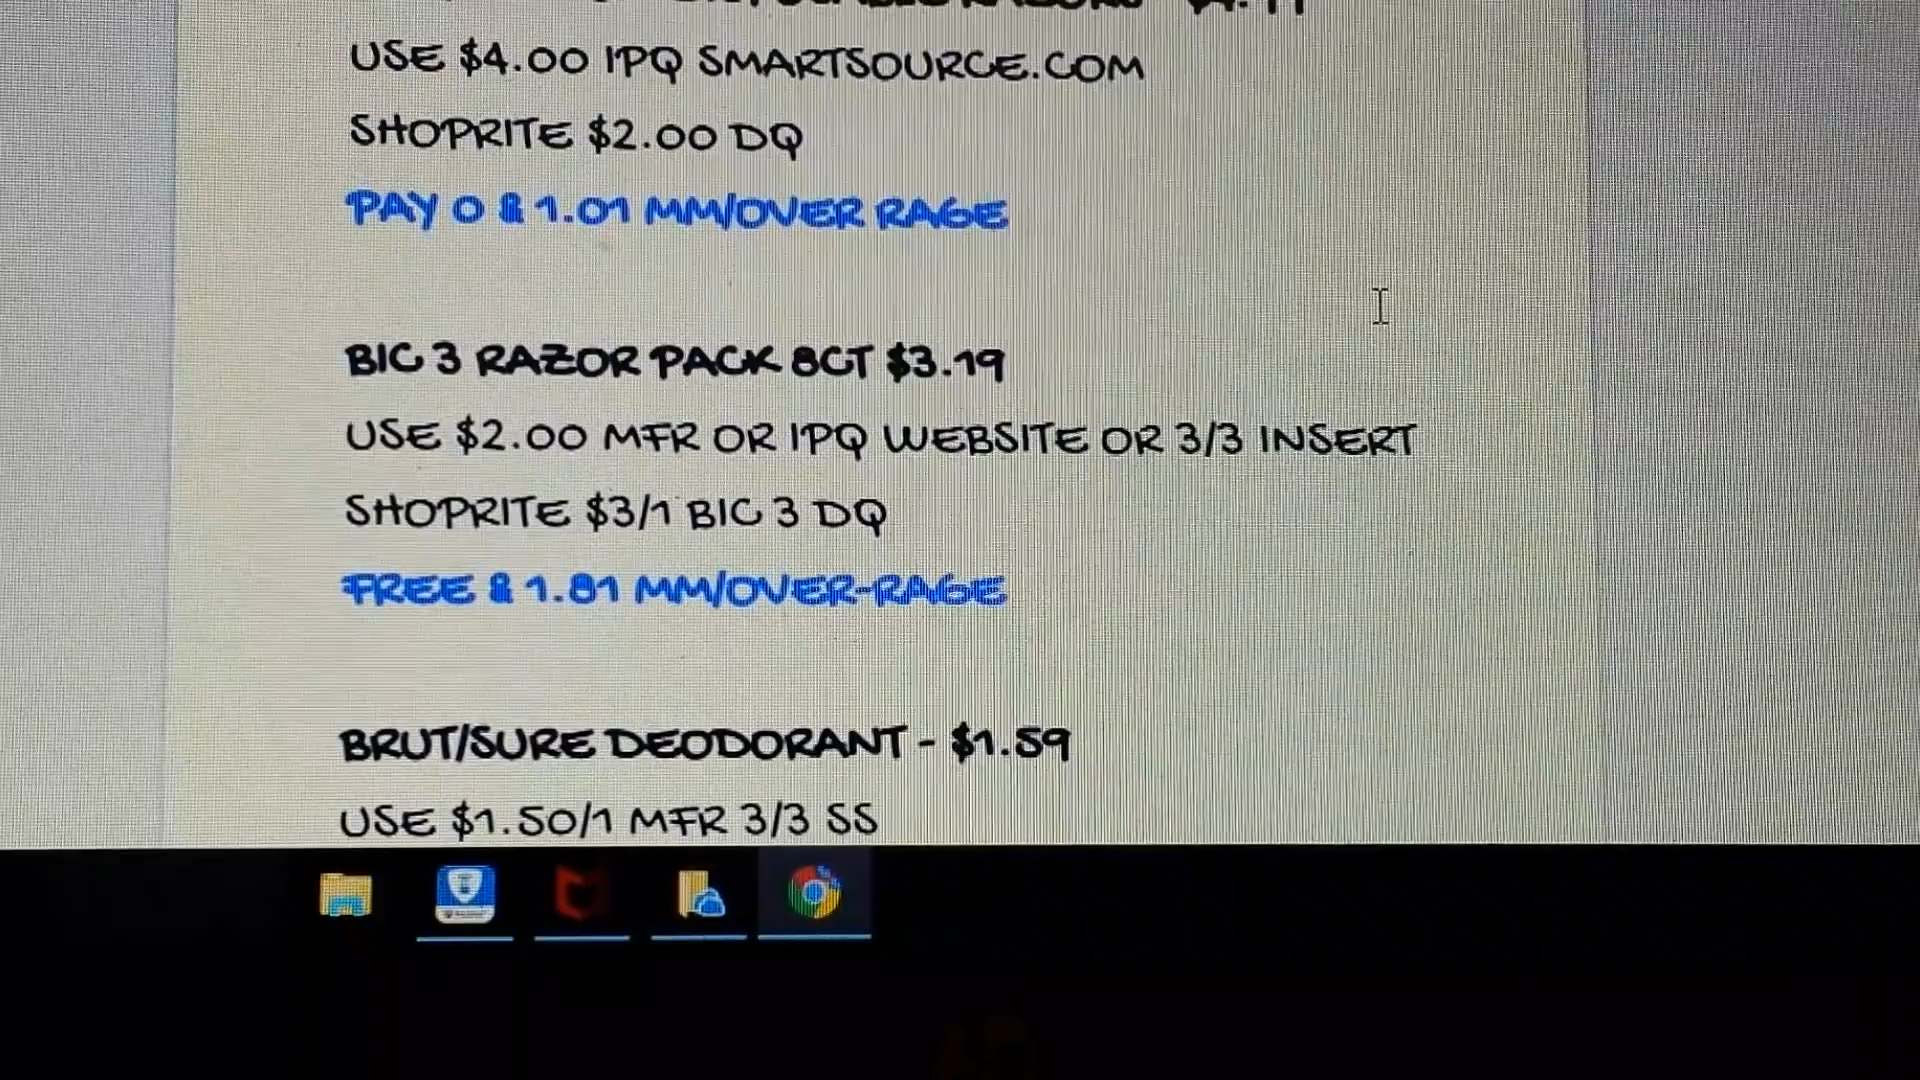 USE $4.00 IPQ SMARTSOURCE.COM
SHOPRITE $2.00 DQ
PAY 0 & 1.01 MM/OVER RAGE
BIC 3 RAZOR PACK 8CT $3.19
USE $2.00 MFR OR IPQ WEBSITE OR 3/3 INSERT
SHOPRITE $3/1 BIC 3 DQ
FREE & 1.81 MM/OVER-RAGE
BRUT/SURE DEODORANT - $1.59
USE $1.50/1 MFR 3/3 SS